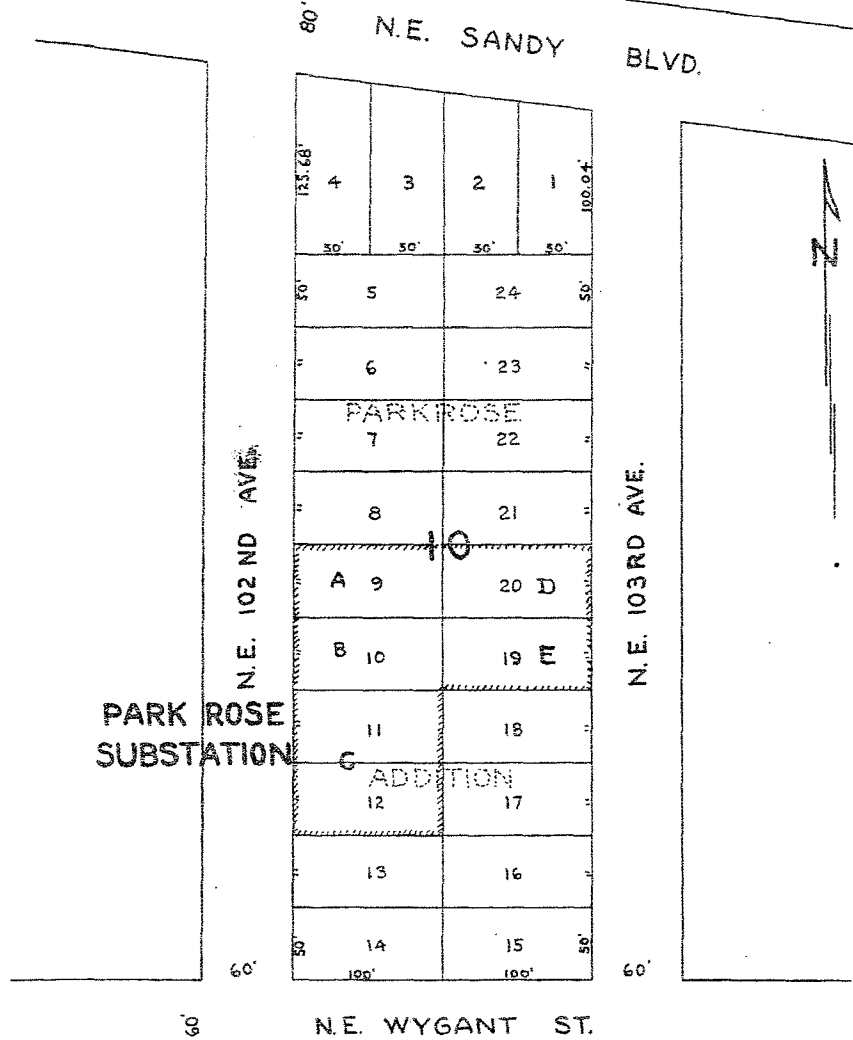 80'
N.E. SANDY BLVD.
125.68' 4 3 2 1 100.04'
50' 50' 50' 50'
50' 5 24 50'
N
" 6 23 "
PARKROSE
" 7 22 "
N.E. 102ND AVE.
N.E. 103RD AVE.
" 8 21 "
10
" A 9 20 D "
" B 10 19 E "
PARK ROSE
SUBSTATION
" 11 18 "
ADDITION
" 12 17 "
" 13 16 "
50' 14 15 50'
60' 100' 100' 60'
60'
N.E. WYGANT ST.